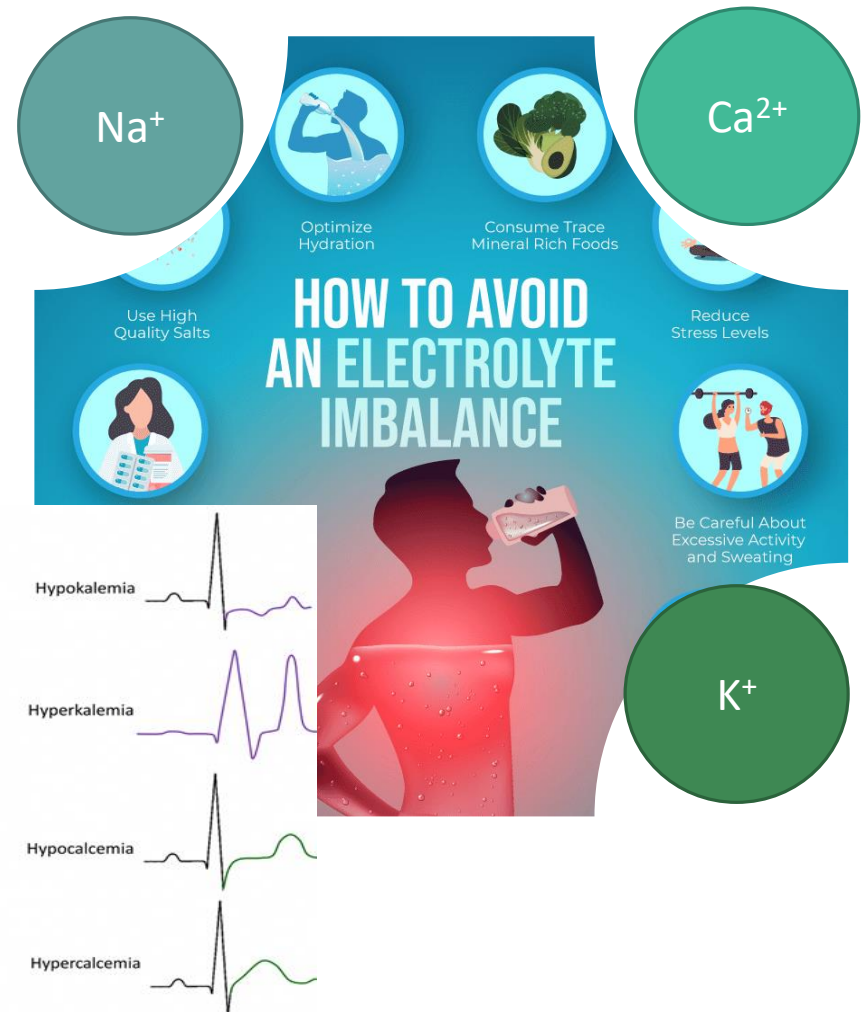 Na⁺
Ca²⁺
Optimize
Hydration
Consume Trace
Mineral Rich Foods
Use High
Quality Salts
HOW TO AVOID
AN ELECTROLYTE
IMBALANCE
Reduce
Stress Levels
Be Careful About
Excessive Activity
and Sweating
K⁺
Hypokalemia
Hyperkalemia
Hypocalcemia
Hypercalcemia